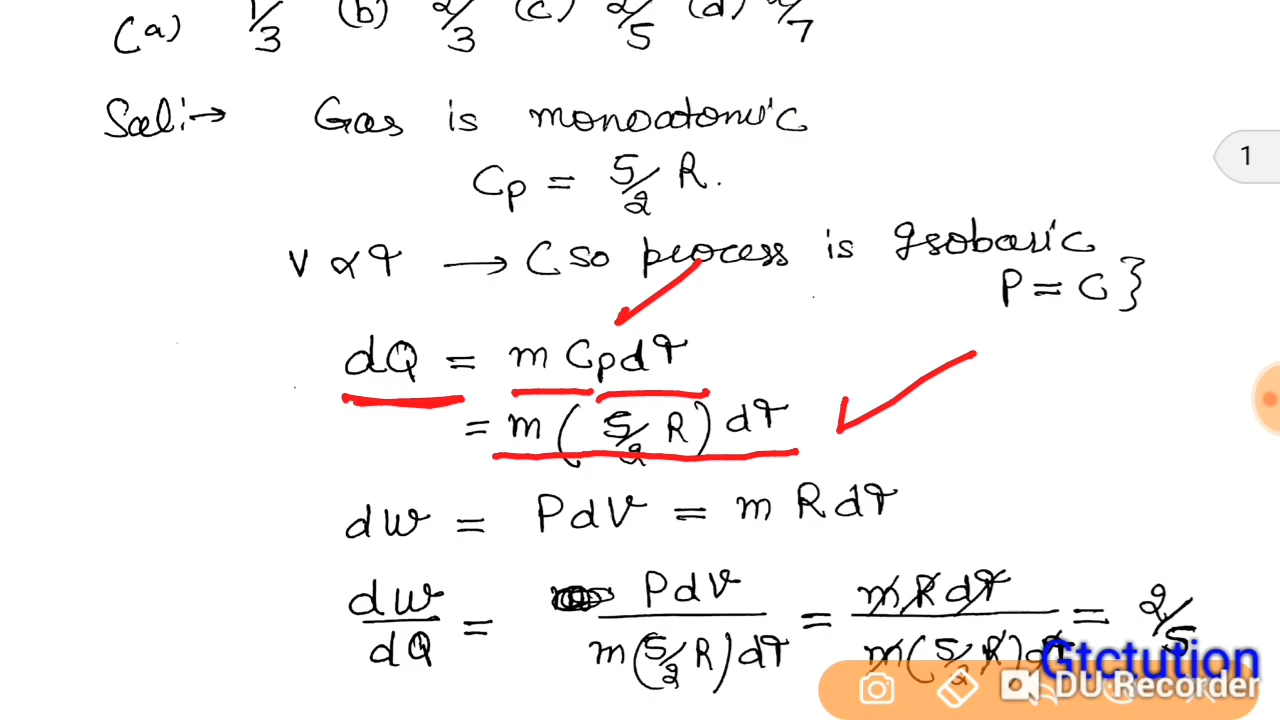 (a) 1/3 (b) 2/3 (c) 2/5 (d) 2/7
Sol:→ Gas is monoatomic
Cp = 5/2 R.
V ∝ T → (so process is Isobaric
P = C}
1
dQ = m CpdT
= m (5/2 R) dT
dW = PdV = m R dT
dW/dQ = PdV / m(5/2 R)dT = mRdT / m(5/2 R)dT = 2/5
Gtctution
DU Recorder